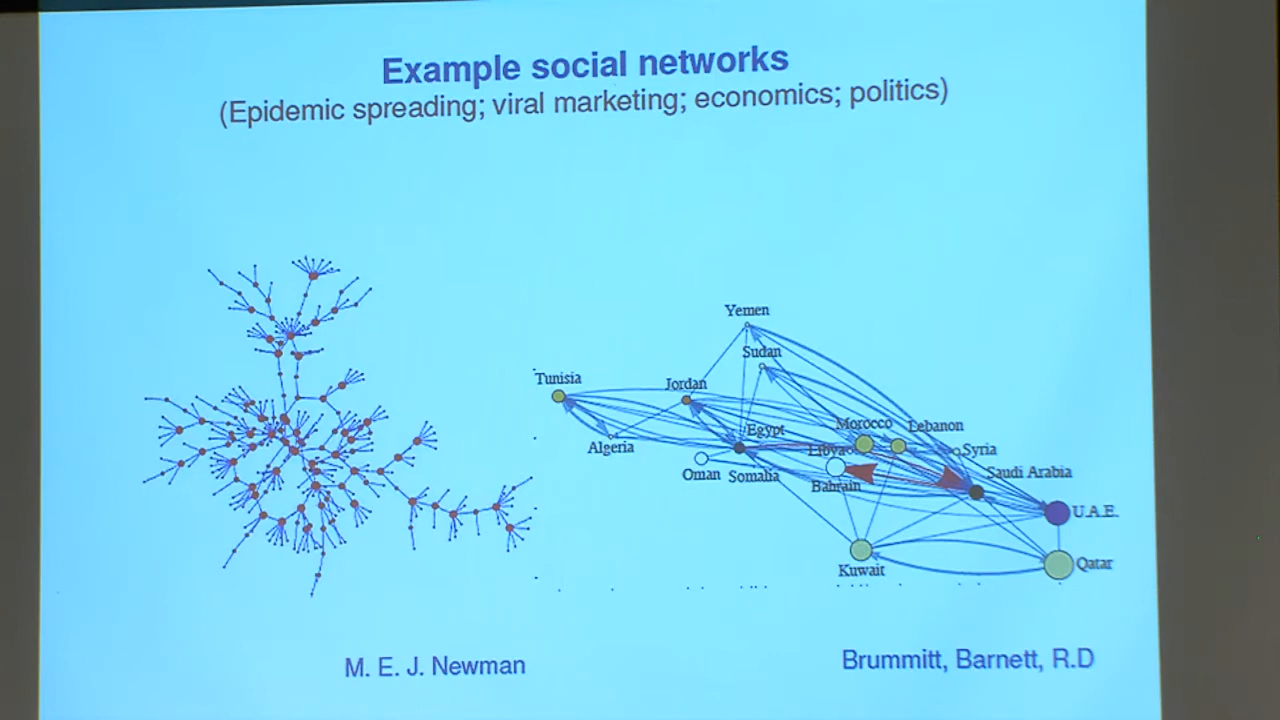 Example social networks
(Epidemic spreading; viral marketing; economics; politics)
Yemen
Sudan
Tunisia
Jordan
Egypt
Morocco
Lebanon
Algeria
Libya
Syria
Oman
Somalia
Bahrain
Saudi Arabia
U.A.E.
Kuwait
Qatar
M. E. J. Newman
Brummitt, Barnett, R.D